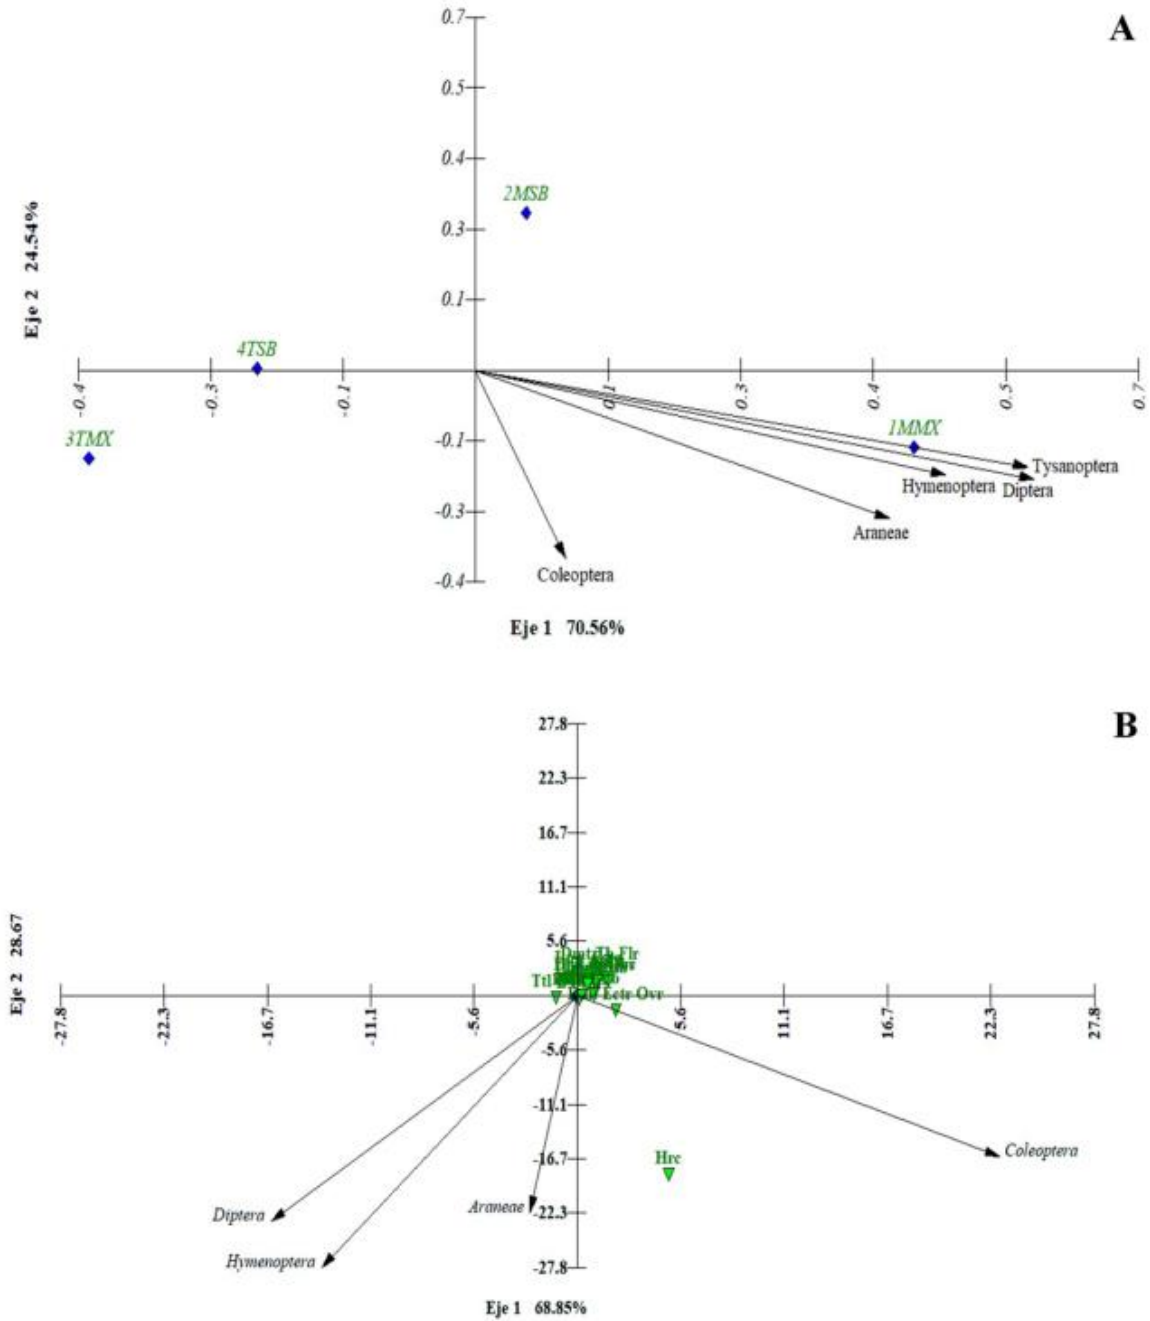 A
0.7
0.5
0.4
2MSB
0.3
Eje 2 24.54%
0.1
4TSB
-0.4
-0.3
-0.1
0.1
0.3
0.4
0.5
0.7
3TMX
-0.1
1MMX
Tysanoptera
Hymenoptera
Diptera
-0.3
Araneae
-0.4
Coleoptera
Eje 1 70.56%
B
27.8
22.3
16.7
11.1
Eje 2 28.67
5.6
Flr
Ttl
Ectr Ovr
-27.8
-22.3
-16.7
-11.1
-5.6
5.6
11.1
16.7
22.3
27.8
-5.6
-11.1
Hrc
-16.7
Coleoptera
Araneae
-22.3
Diptera
Hymenoptera
-27.8
Eje 1 68.85%